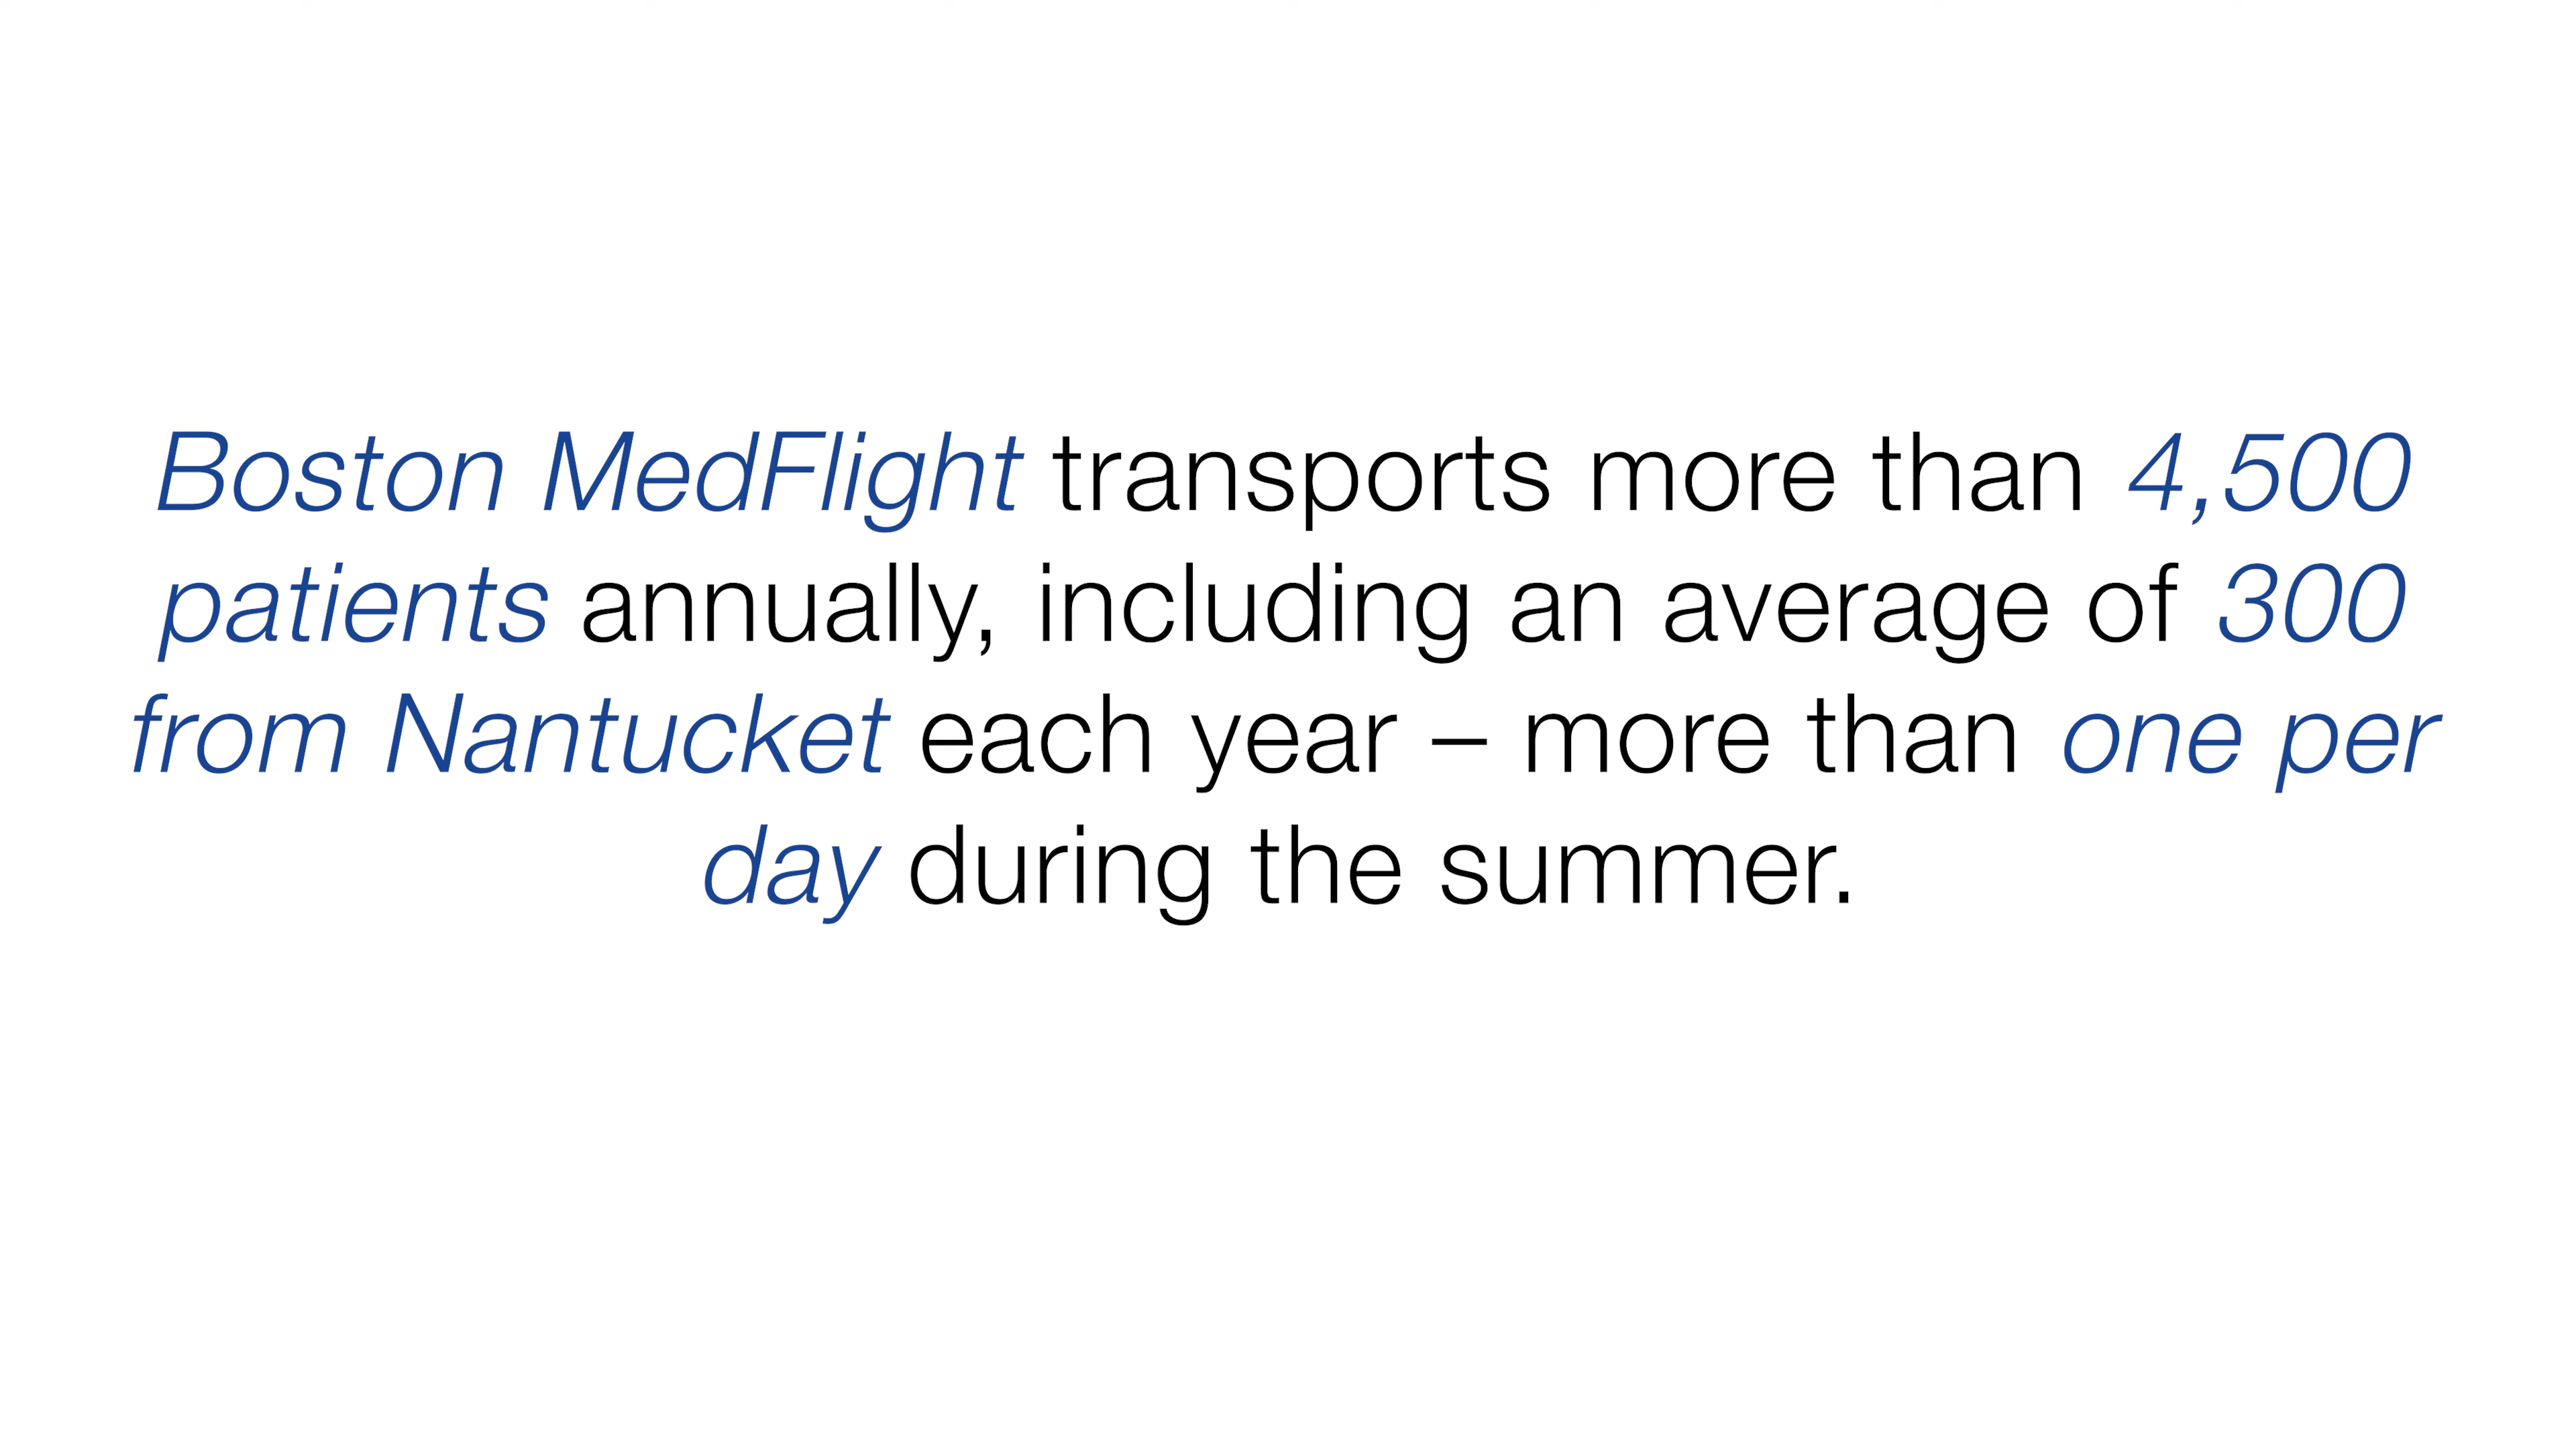 Boston MedFlight transports more than 4,500
patients annually, including an average of 300
from Nantucket each year – more than one per
day during the summer.